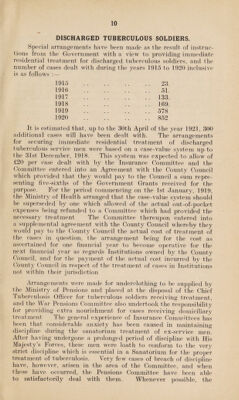 10
DISCHARGED TUBERCULOUS SOLDIERS.
Special arrangements have been made as the result of instruc-
tions from the Government with a view to providing immediate
residential treatment for discharged tuberculous soldiers, and the
number of cases dealt with during the years 1915 to 1920 inclusive
is as follows :—
1915 .. .. .. .. 23.
1916 .. .. .. .. 51.
1917 .. .. .. .. 133.
1918 .. .. .. .. 169.
1919 .. .. .. .. 578
1920 .. .. .. .. 852
It is estimated that, up to the 30th April of the year 1921, 300
additional cases will have been dealt with. The arrangements
for securing immediate residential treatment of discharged
tuberculous service men were based on a case-value system up to
the 31st December, 1918. This system was expected to allow of
£20 per case dealt with by the Insurance Committee and the
Committee entered into an Agreement with the County Council
which provided that they would pay to the Council a sum repre-
senting five-sixths of the Government Grants received for the
purpose. For the period commencing on the 1st January, 1919,
the Ministry of Health arranged that the case-value system should
be superseded by one which allowed of the actual out-of-pocket
expenses being refunded to a Committee which had provided the
necessary treatment The Committee thereupon entered into
a supplemental agreement with the County Council whereby they
would pay to the County Council the actual cost of treatment of
the cases in question, the arrangement being for the cost as
ascertained for one financial year to become operative for the
next financial year as regards Institutions owned by the County
Council, and for the payment of the actual cost incurred by the
County Council in respect of the treatment of cases in Institutions
not within their jurisdiction
Arrangements were made for underclothing to be supplied by
the Ministry of Pensions and placed at the disposal of the Chief
Tuberculosis Officer for tuberculous soldiers receiving treatment,
and the War Pensions Committee also undertook the responsibility
for providing extra nourishment for cases receiving domiciliary
treatment The general experience of Insurance Committees has
been that considerable anxiety has been caused in maintaining
discipline during the sanatorium treatment of ex-service men.
After having undergone a prolonged period of discipline with His
Majesty's Forces, these men were loath to conform to the very
strict discipline which is essential in a Sanatorium for the proper
treatment of tuberculosis. Very few cases of breach of discipline
have, however, arisen in the area of the Committee, and when
these have occurred, the Pensions Committee have been able
to satisfactorily deal with them. Whenever possible, the